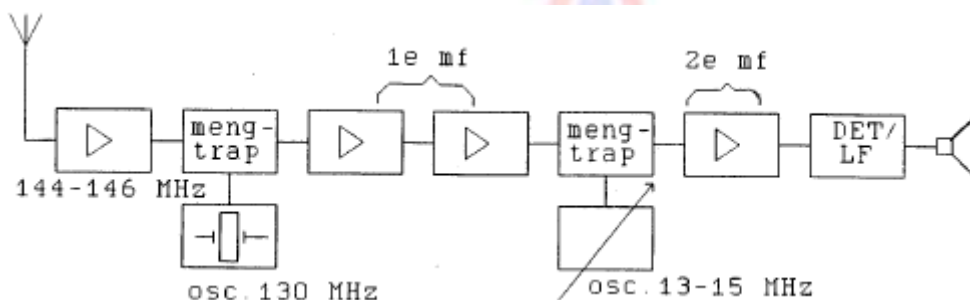 1e mf
2e mf
meng-
trap
meng-
trap
DET/
LF
144-146 MHz
osc. 130 MHz
osc. 13-15 MHz